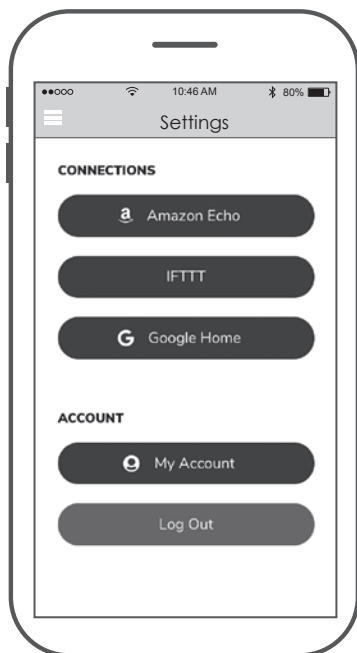 10:46 AM 80%
Settings
CONNECTIONS
Amazon Echo
IFTTT
Google Home
ACCOUNT
My Account
Log Out